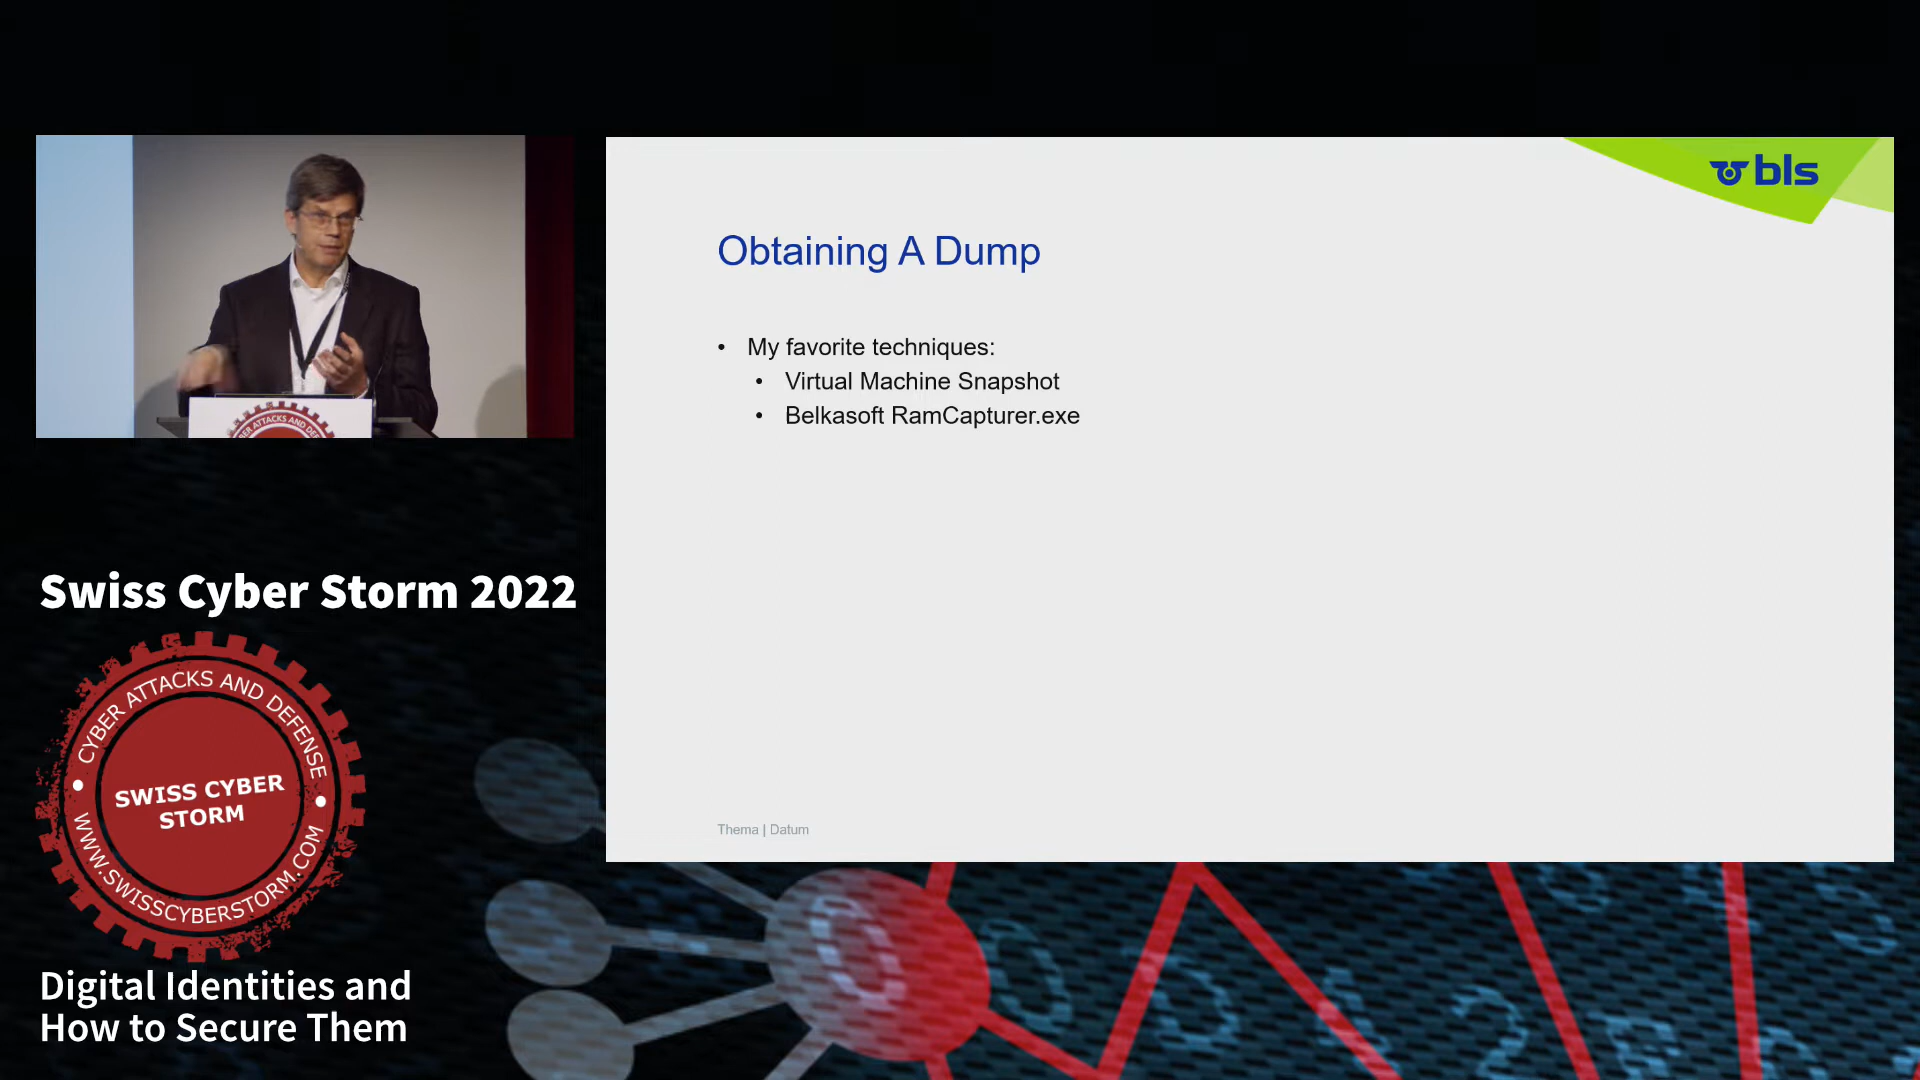 bls
Obtaining A Dump
• My favorite techniques:
• Virtual Machine Snapshot
• Belkasoft RamCapturer.exe
Thema | Datum
Swiss Cyber Storm 2022
CYBER ATTACKS AND DEFENSE
SWISS CYBER
STORM
WWW.SWISSCYBERSTORM.COM
Digital Identities and
How to Secure Them